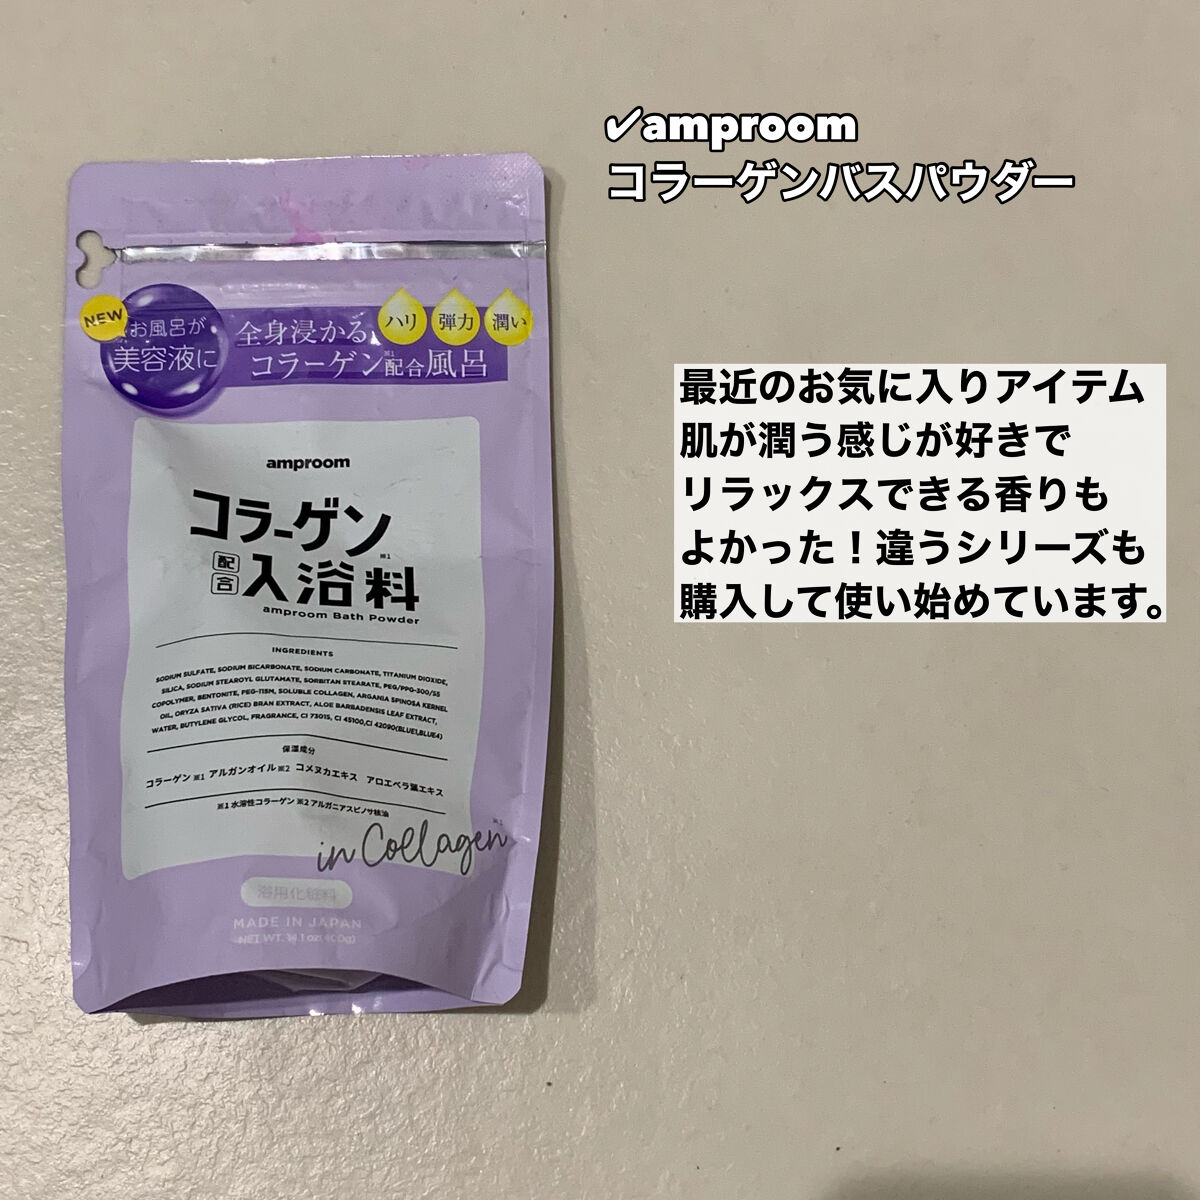 ✔amproom
コラーゲンバスパウダー
最近のお気に入りアイテム
肌が潤う感じが好きで
リラックスできる香りも
よかった！違うシリーズも
購入して使い始めています。
NEW
お風呂が
美容液に
全身浸かる
コラーゲン※1配合風呂
ハリ
弾力
潤い
amproom
コラーゲン※1
配合
入浴料
amproom Bath Powder
INGREDIENTS
SODIUM SULFATE, SODIUM BICARBONATE, SODIUM CARBONATE, TITANIUM DIOXIDE,
SILICA, SODIUM STEAROYL GLUTAMATE, SORBITAN STEARATE, PEG/PPG-300/55
COPOLYMER, BENTONITE, PEG-115M, SOLUBLE COLLAGEN, ARGANIA SPINOSA KERNEL
OIL, ORYZA SATIVA (RICE) BRAN EXTRACT, ALOE BARBADENSIS LEAF EXTRACT,
WATER, BUTYLENE GLYCOL, FRAGRANCE, CI 73015, CI 45100,CI 42090(BLUE1,BLUE4)
保湿成分
コラーゲン※1 アルガンオイル※2 コメヌカエキス アロエベラ葉エキス
※1 水溶性コラーゲン ※2 アルガニアスピノサ核油
in Collagen※1
浴用化粧料
MADE IN JAPAN
NET WT.